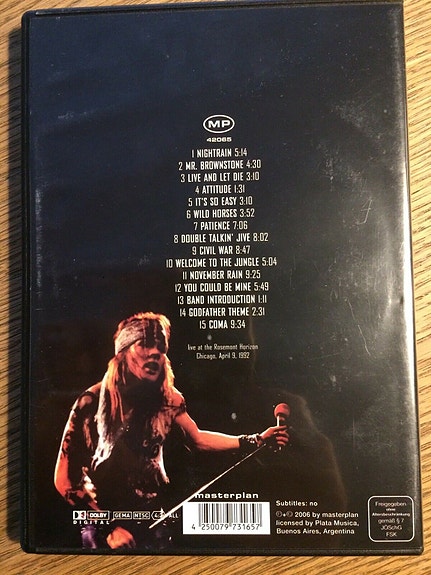 MP
42065
1 NIGHTRAIN 5:14
2 MR. BROWNSTONE 4:30
3 LIVE AND LET DIE 3:10
4 ATTITUDE 1:31
5 IT'S SO EASY 3:10
6 WILD HORSES 3:52
7 PATIENCE 7:06
8 DOUBLE TALKIN' JIVE 8:02
9 CIVIL WAR 8:47
10 WELCOME TO THE JUNGLE 5:04
11 NOVEMBER RAIN 9:25
12 YOU COULD BE MINE 5:49
13 BAND INTRODUCTION 1:11
14 GODFATHER THEME 2:31
15 COMA 9:34
live at the Rosemont Horizon
Chicago, April 9, 1992
masterplan
DOLBY
DIGITAL
GEMA
NTSC
4:3
ALL
4 250079 731657
Subtitles: no
℗+© 2006 by masterplan
licensed by Plata Musica,
Buenos Aires, Argentina
Freigegeben
ohne
Altersbeschränkung
gemäß § 7
JÖSchG
FSK